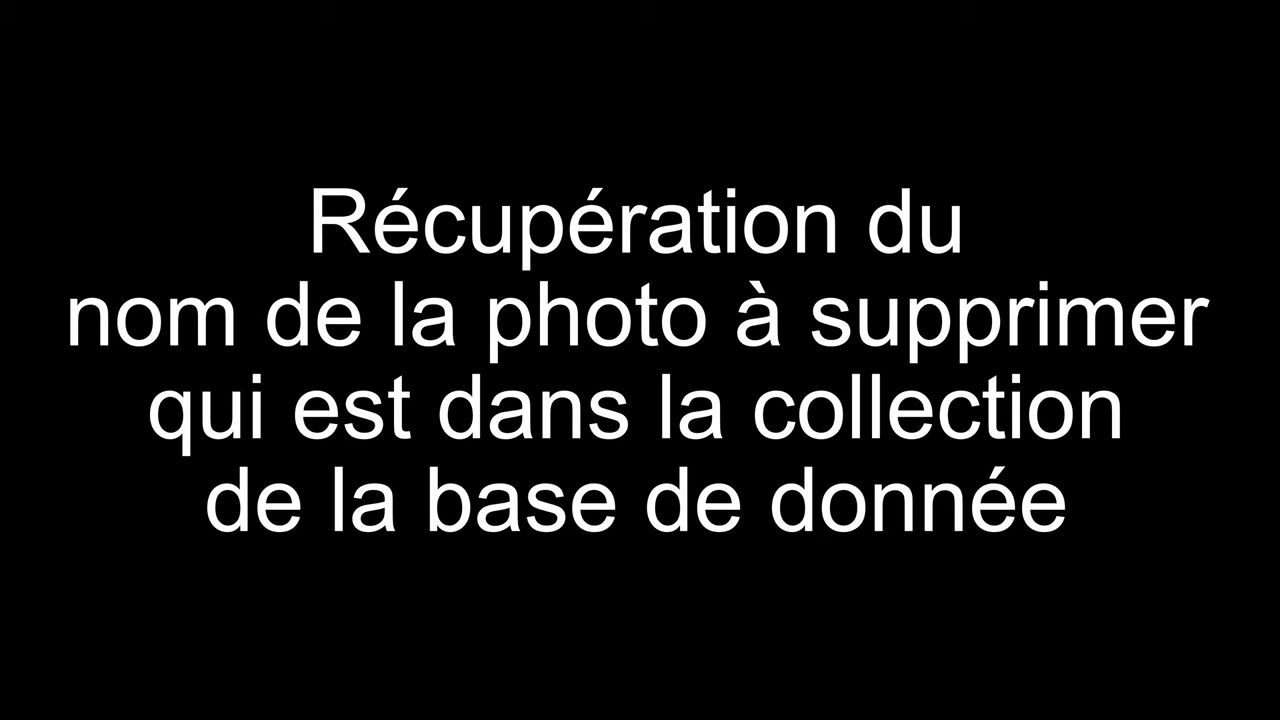 Récupération du
nom de la photo à supprimer
qui est dans la collection
de la base de donnée